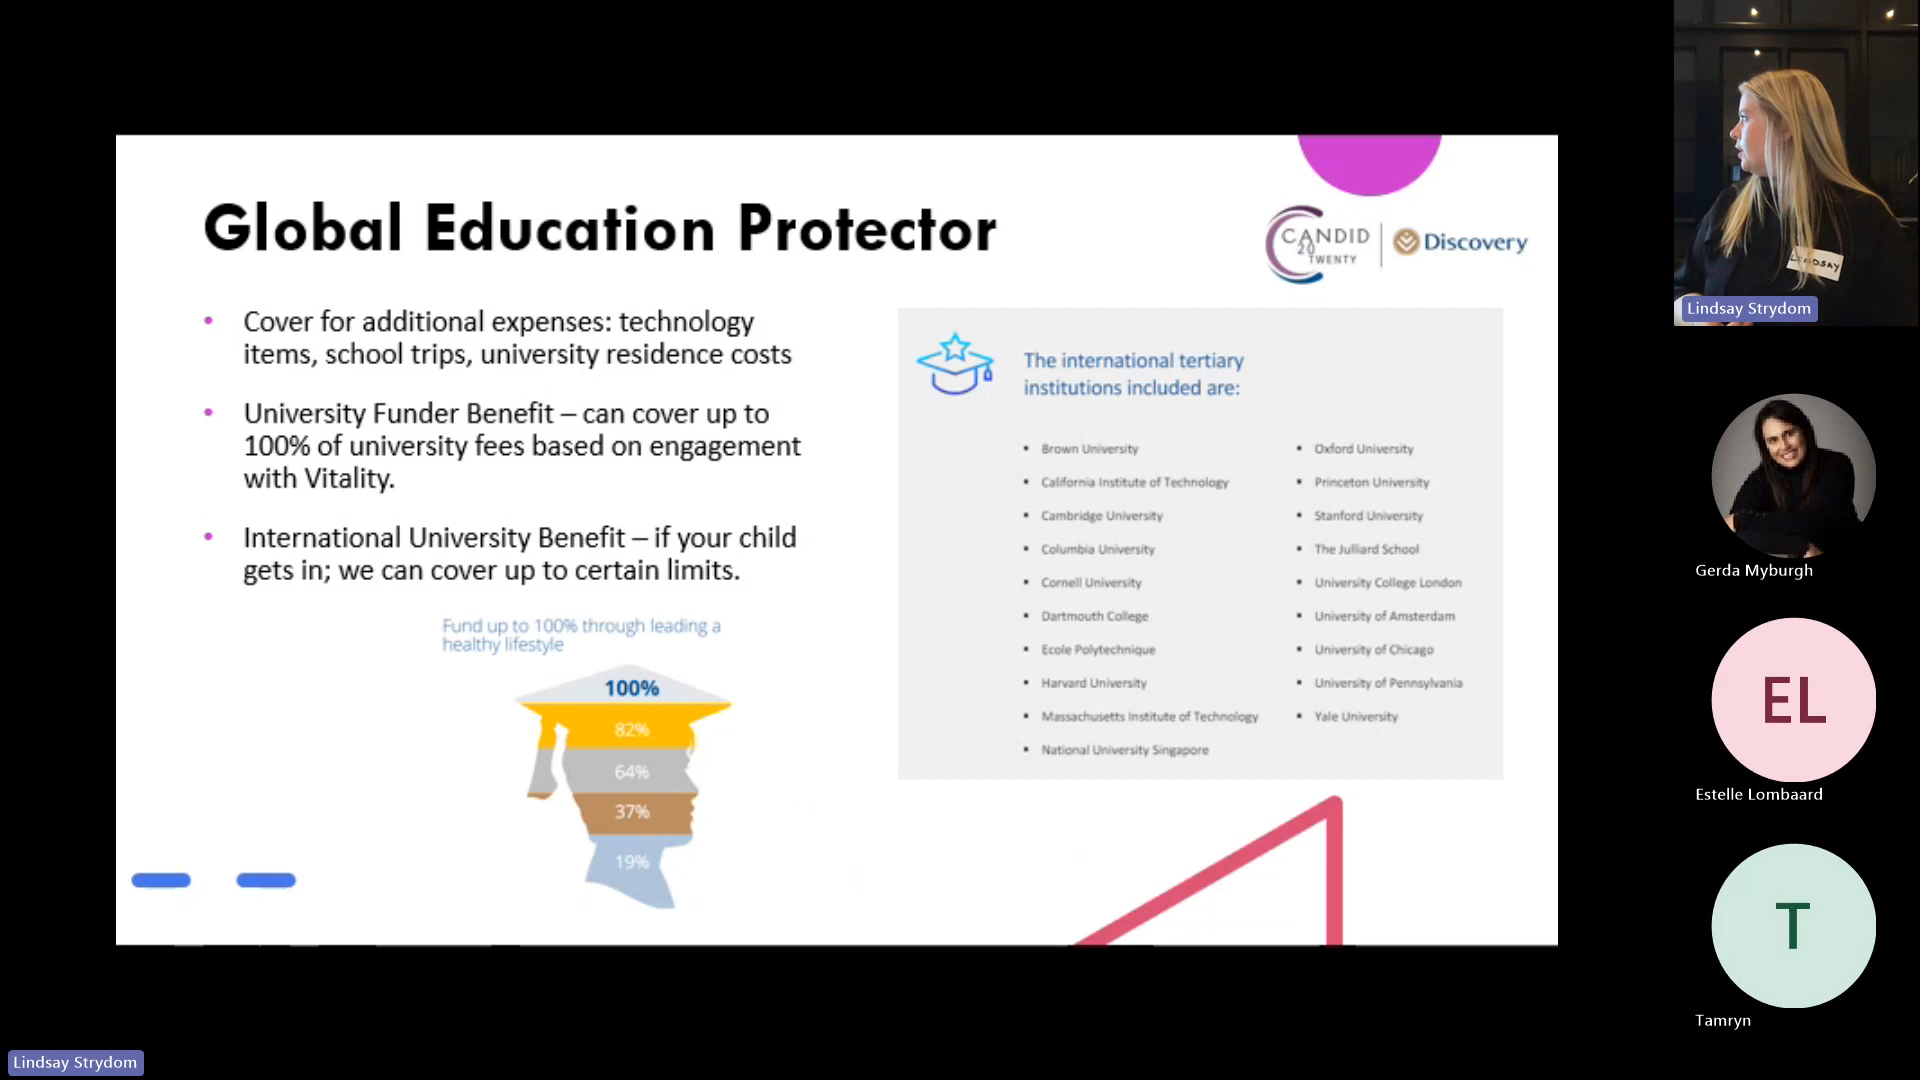 Global Education Protector
CANDID
20
TWENTY
Discovery
• Cover for additional expenses: technology
items, school trips, university residence costs
• University Funder Benefit – can cover up to
100% of university fees based on engagement
with Vitality.
• International University Benefit – if your child
gets in; we can cover up to certain limits.
Fund up to 100% through leading a
healthy lifestyle
100%
82%
64%
37%
19%
The international tertiary
institutions included are:
▪ Brown University
▪ California Institute of Technology
▪ Cambridge University
▪ Columbia University
▪ Cornell University
▪ Dartmouth College
▪ Ecole Polytechnique
▪ Harvard University
▪ Massachusetts Institute of Technology
▪ National University Singapore
▪ Oxford University
▪ Princeton University
▪ Stanford University
▪ The Julliard School
▪ University College London
▪ University of Amsterdam
▪ University of Chicago
▪ University of Pennsylvania
▪ Yale University
LINDSAY
Lindsay Strydom
Gerda Myburgh
EL
Estelle Lombaard
T
Tamryn
Lindsay Strydom